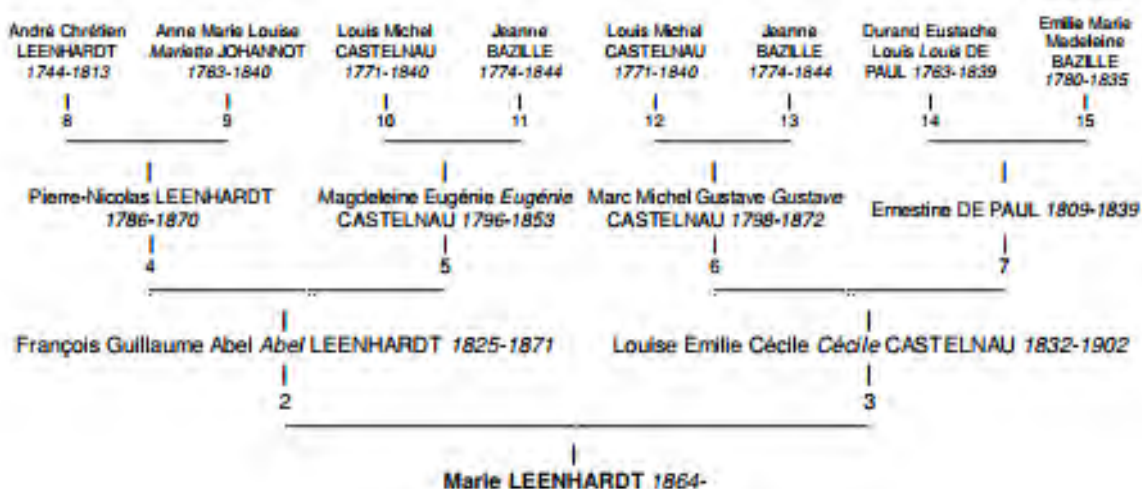 André Chrétien
LEENHARDT
1744-1813
Anne Marie Louise
Mariette JOHANNOT
1763-1840
Louis Michel
CASTELNAU
1771-1840
Jeanne
BAZILLE
1774-1844
Louis Michel
CASTELNAU
1771-1840
Jeanne
BAZILLE
1774-1844
Durand Eustache
Louis Louis DE
PAUL 1763-1839
Emilie Marie
Madeleine
BAZILLE
1780-1835
8
9
10
11
12
13
14
15
Pierre-Nicolas LEENHARDT
1786-1870
Magdeleine Eugénie Eugénie
CASTELNAU 1796-1853
Marc Michel Gustave Gustave
CASTELNAU 1798-1872
Ernestine DE PAUL 1809-1839
4
5
6
7
François Guillaume Abel Abel LEENHARDT 1825-1871
Louise Emilie Cécile Cécile CASTELNAU 1832-1902
2
3
Marie LEENHARDT 1864-